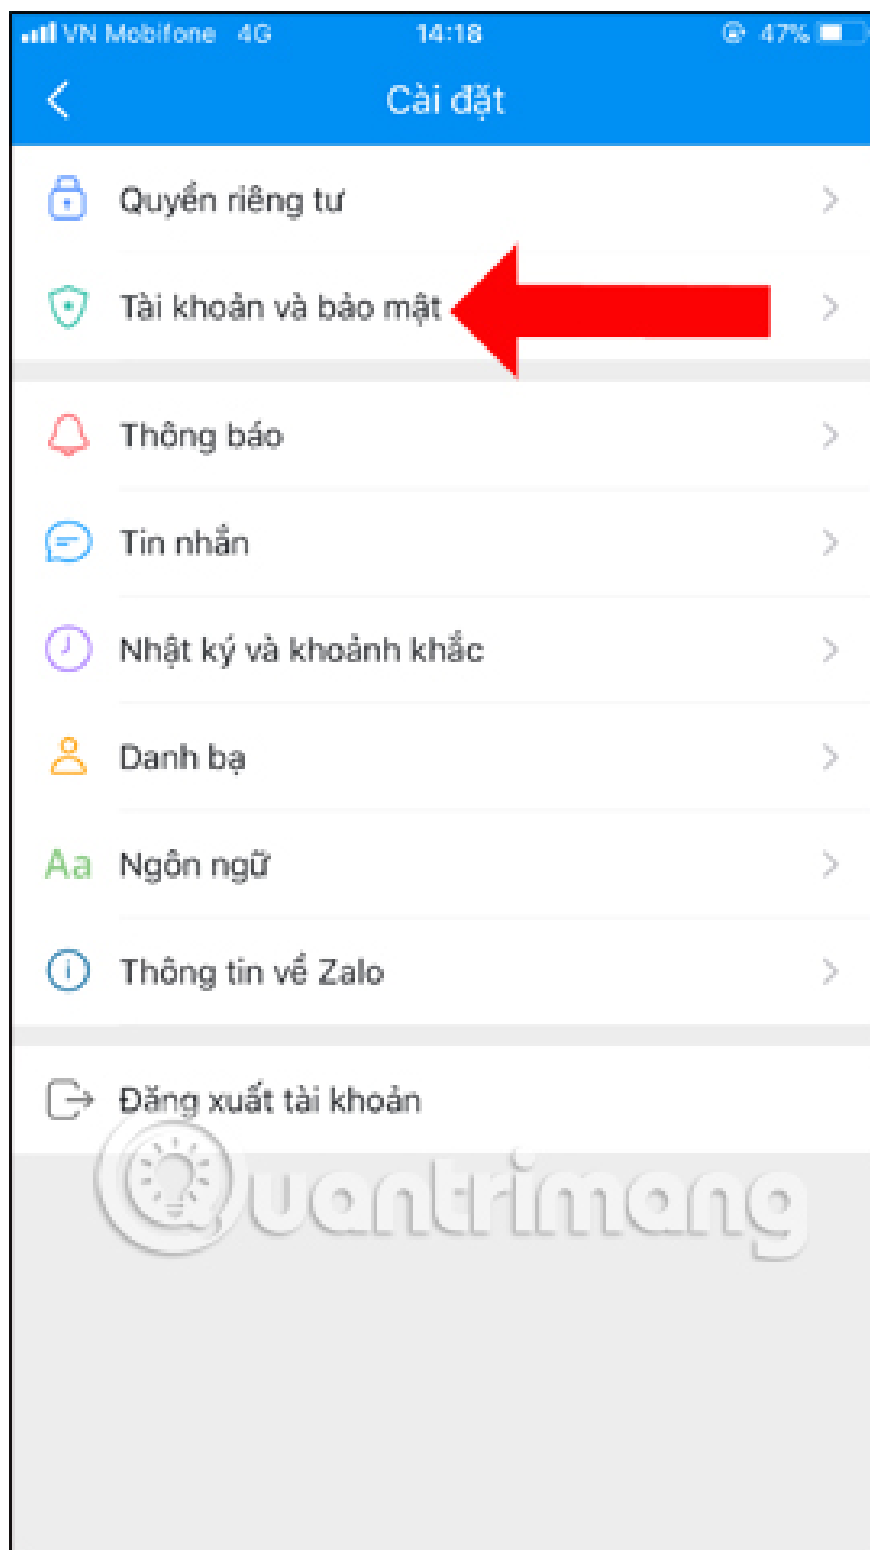 VN Mobifone 4G 14:18 47%
Cài đặt
Quyền riêng tư
Tài khoản và bảo mật
Thông báo
Tin nhắn
Nhật ký và khoảnh khắc
Danh bạ
Aa Ngôn ngữ
Thông tin về Zalo
Đăng xuất tài khoản
Quantrimang